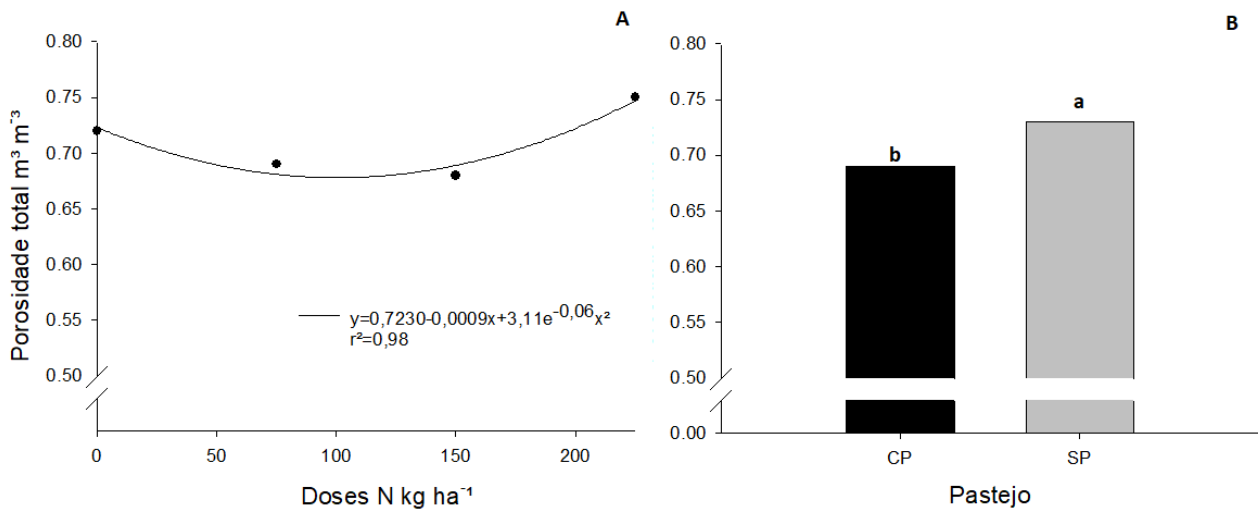 A
Porosidade total m³ m⁻³
0.80
0.75
0.70
0.65
0.60
0.55
0.50
y=0,7230-0,0009x+3,11e⁻⁰,⁰⁶x²
r²=0,98
0
50
100
150
200
Doses N kg ha⁻¹
B
0.80
0.75
0.70
0.65
0.60
0.55
0.50
0.00
b
a
CP
SP
Pastejo